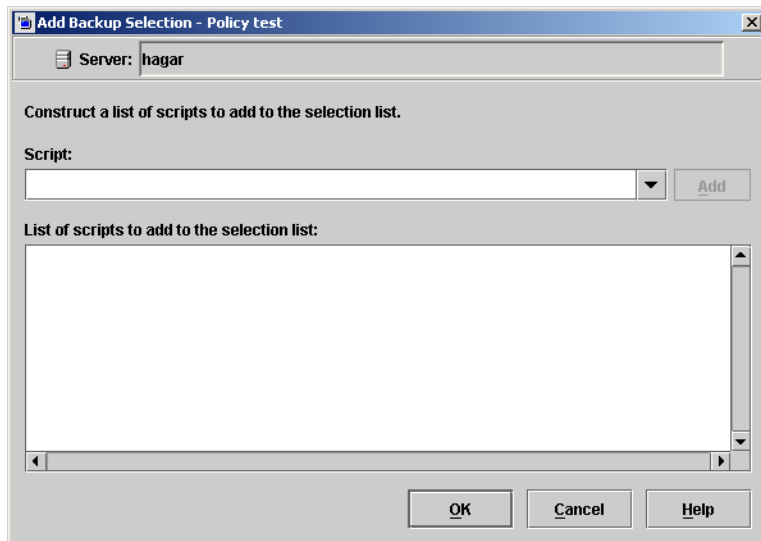 Add Backup Selection - Policy test
Server: hagar
Construct a list of scripts to add to the selection list.
Script:
Add
List of scripts to add to the selection list:
OK Cancel Help